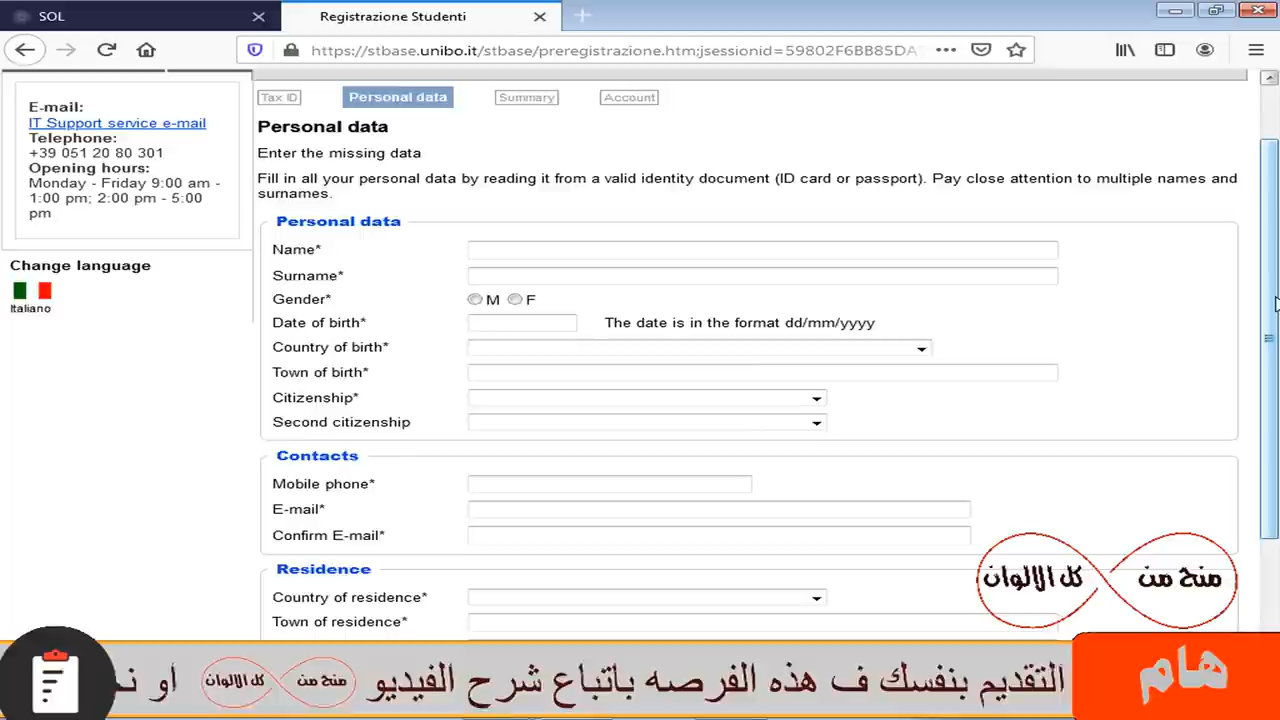 SOL
Registrazione Studenti
https://stbase.unibo.it/stbase/preregistrazione.htm;jsessionid=59802F6BB85DA
E-mail:
IT Support service e-mail
Telephone:
+39 051 20 80 301
Opening hours:
Monday - Friday 9:00 am -
1:00 pm; 2:00 pm - 5:00
pm
Change language
Italiano
Tax ID
Personal data
Summary
Account
Personal data
Enter the missing data
Fill in all your personal data by reading it from a valid identity document (ID card or passport). Pay close attention to multiple names and
surnames.
Personal data
Name*
Surname*
Gender*
M
F
Date of birth*
The date is in the format dd/mm/yyyy
Country of birth*
Town of birth*
Citizenship*
Second citizenship
Contacts
Mobile phone*
E-mail*
Confirm E-mail*
Residence
Country of residence*
Town of residence*
منح من كل الالوان
هام
التقديم بنفسك ف هذه الفرصه باتباع شرح الفيديو منح من كل الالوان او